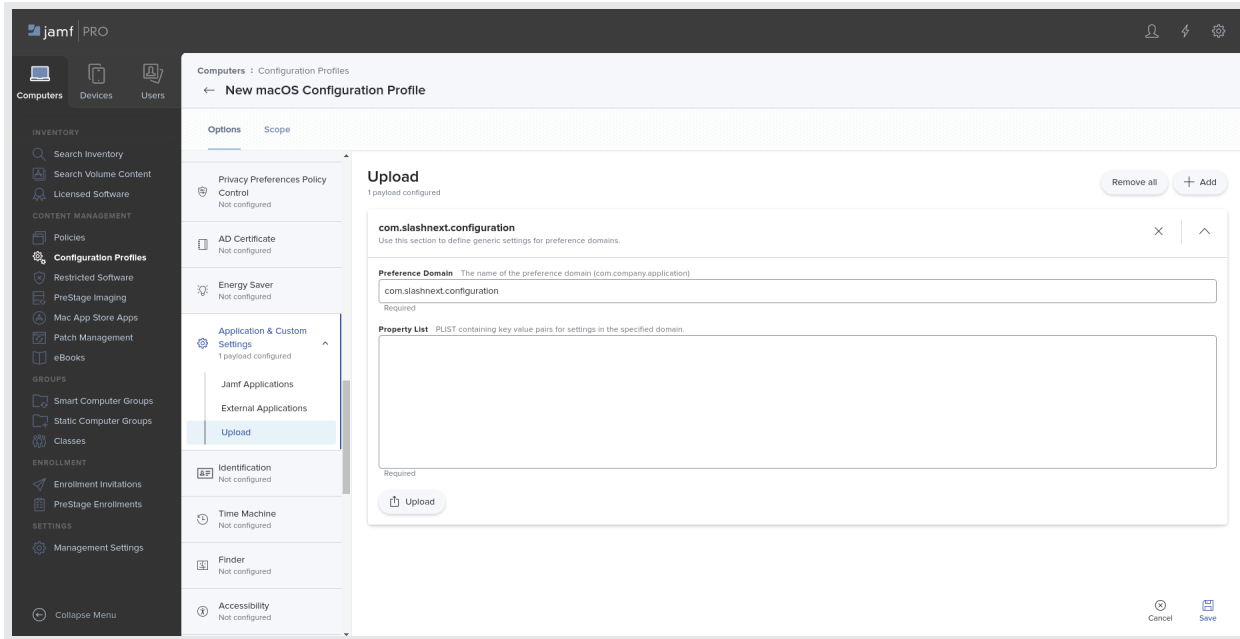 jamf PRO
Computers
Devices
Users
INVENTORY
Search Inventory
Search Volume Content
Licensed Software
CONTENT MANAGEMENT
Policies
Configuration Profiles
Restricted Software
PreStage Imaging
Mac App Store Apps
Patch Management
eBooks
GROUPS
Smart Computer Groups
Static Computer Groups
Classes
ENROLLMENT
Enrollment Invitations
PreStage Enrollments
SETTINGS
Management Settings
Collapse Menu
Computers : Configuration Profiles
← New macOS Configuration Profile
Options Scope
Privacy Preferences Policy
Control
Not configured
AD Certificate
Not configured
Energy Saver
Not configured
Application & Custom
Settings
1 payload configured
Jamf Applications
External Applications
Upload
Identification
Not configured
Time Machine
Not configured
Finder
Not configured
Accessibility
Not configured
Upload
1 payload configured
Remove all + Add
com.slashnext.configuration
Use this section to define generic settings for preference domains.
Preference Domain The name of the preference domain (com.company.application)
com.slashnext.configuration
Required
Property List PLIST containing key value pairs for settings in the specified domain.
Required
Upload
Cancel Save